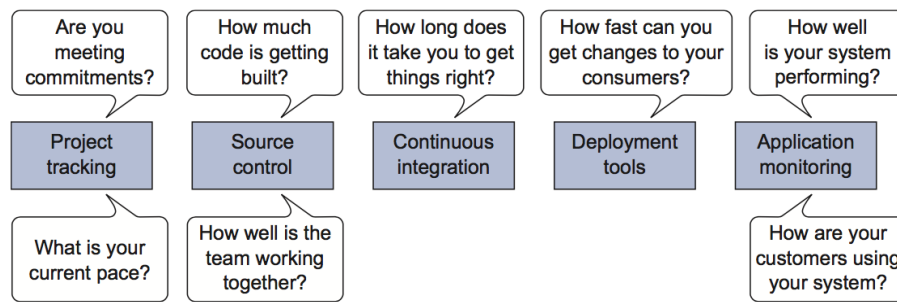 Are you
meeting
commitments?
How much
code is getting
built?
How long does
it take you to get
things right?
How fast can you
get changes to your
consumers?
How well
is your system
performing?
Project
tracking
Source
control
Continuous
integration
Deployment
tools
Application
monitoring
What is your
current pace?
How well is the
team working
together?
How are your
customers using
your system?